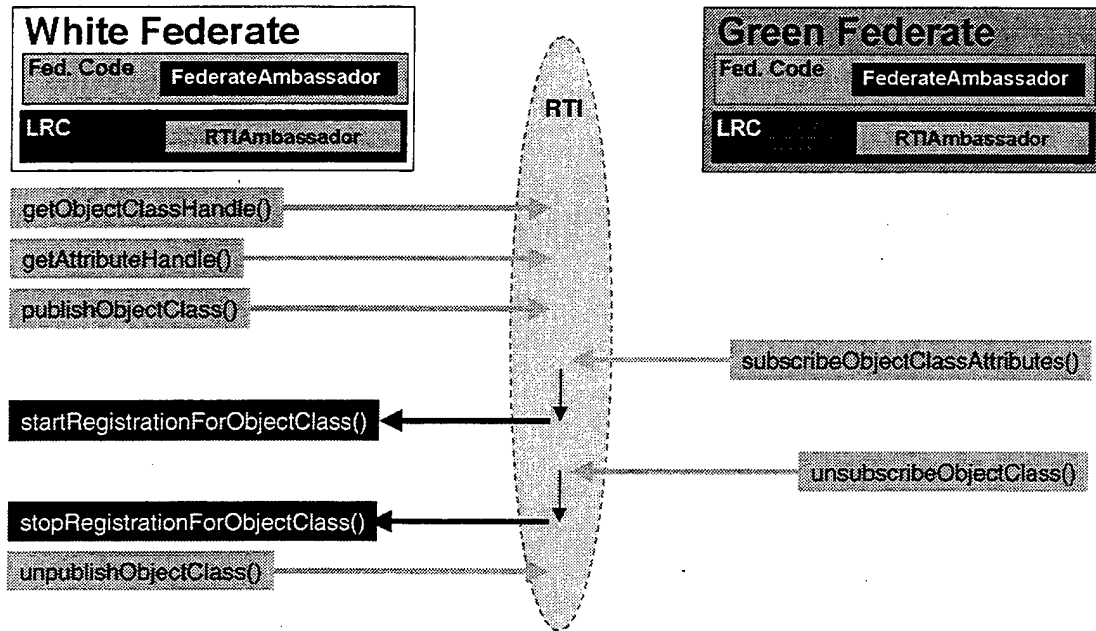 White Federate
Fed. Code
FederateAmbassador
LRC
RTIAmbassador
RTI
Green Federate
Fed. Code
FederateAmbassador
LRC
RTIAmbassador
getObjectClassHandle()
getAttributeHandle()
publishObjectClass()
subscribeObjectClassAttributes()
startRegistrationForObjectClass()
unsubscribeObjectClass()
stopRegistrationForObjectClass()
unpublishObjectClass()